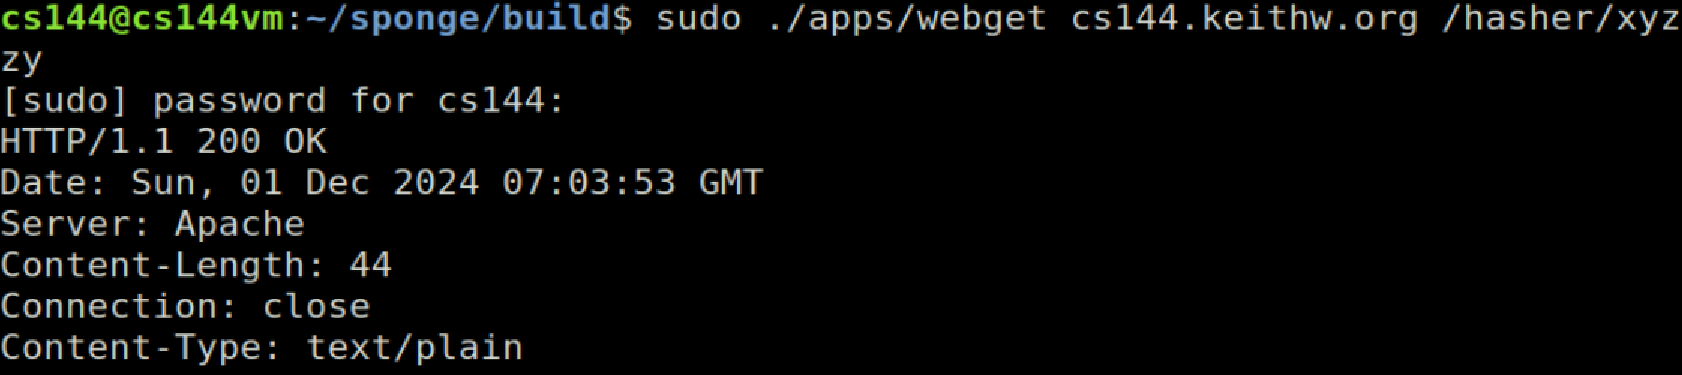 cs144@cs144vm:~/sponge/build$ sudo ./apps/webget cs144.keithw.org /hasher/xyz
zy
[sudo] password for cs144:
HTTP/1.1 200 OK
Date: Sun, 01 Dec 2024 07:03:53 GMT
Server: Apache
Content-Length: 44
Connection: close
Content-Type: text/plain